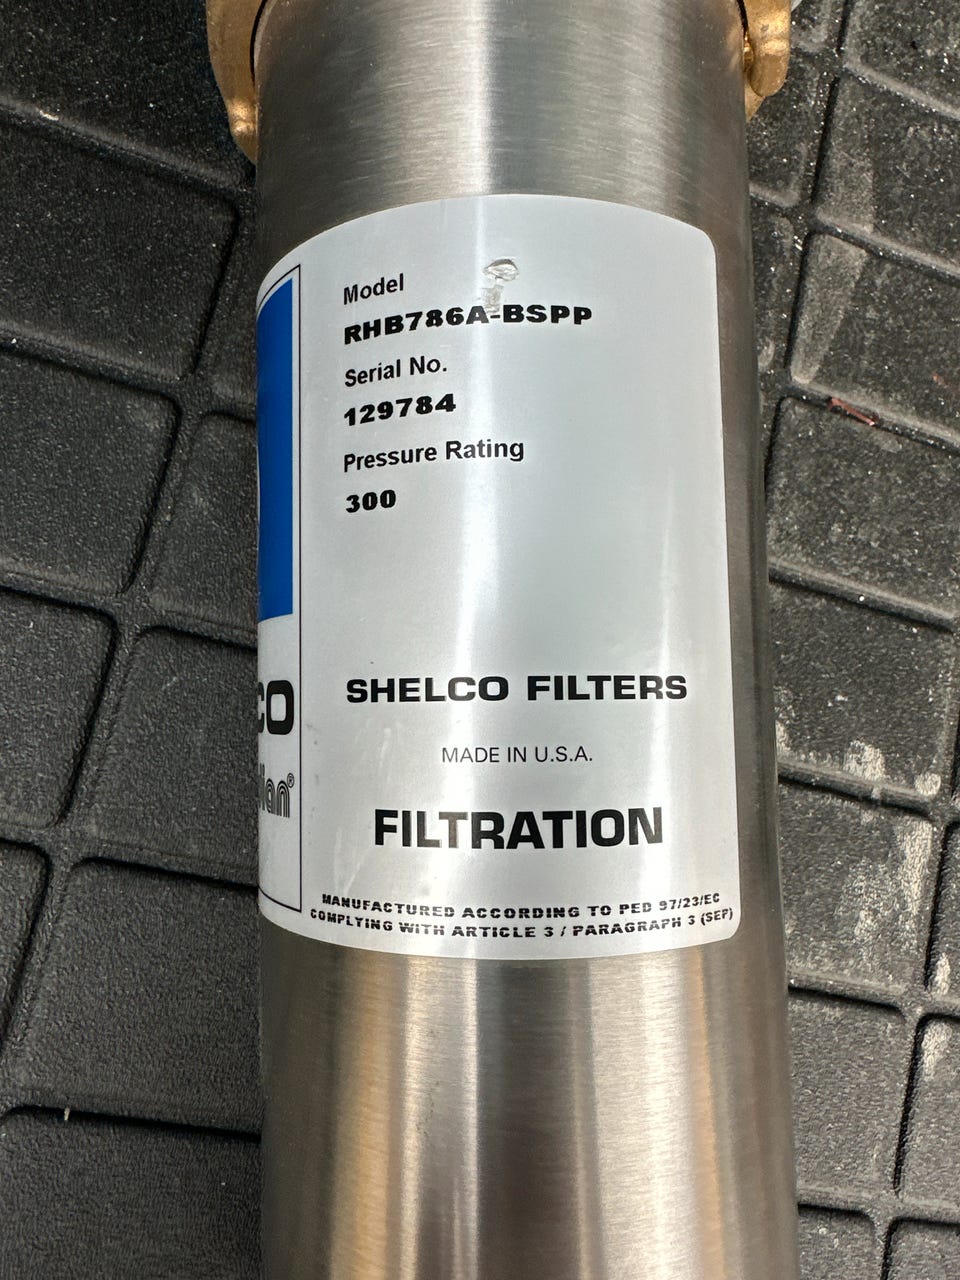 Model
RHB786A-BSPP
Serial No.
129784
Pressure Rating
300
CO
SHELCO FILTERS
MADE IN U.S.A.
FILTRATION
MANUFACTURED ACCORDING TO PED 97/23/EC
COMPLYING WITH ARTICLE 3 / PARAGRAPH 3 (SEP)